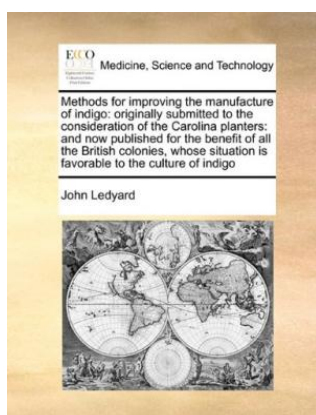 ECCO
Medicine, Science and Technology
Methods for improving the manufacture
of indigo: originally submitted to the
consideration of the Carolina planters:
and now published for the benefit of all
the British colonies, whose situation is
favorable to the culture of indigo
John Ledyard